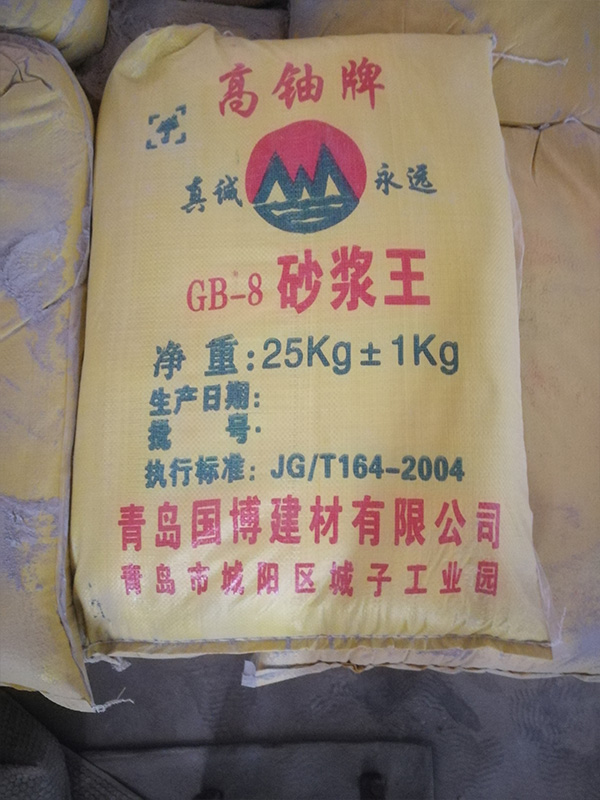 高铀牌
真诚 永远
GB-8 砂浆王
净 重:25Kg±1Kg
生产日期:
批 号:
执行标准: JG/T164-2004
青岛国博建材有限公司
青岛市城阳区城子工业园